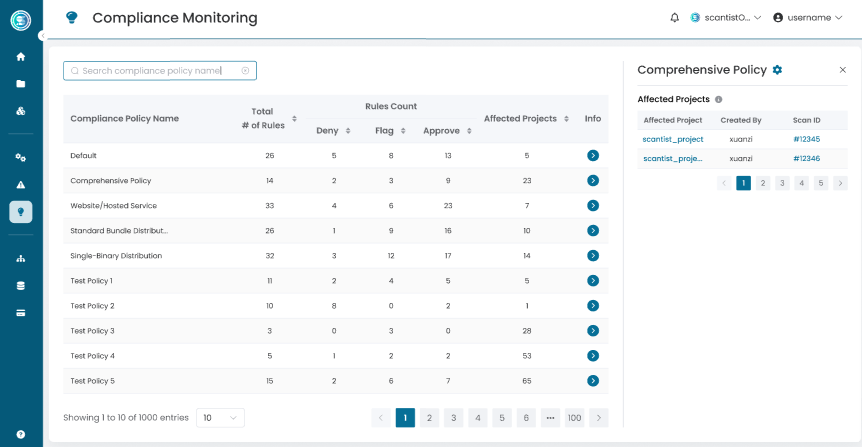 Compliance Monitoring
scantistO...
username
Search compliance policy name
Compliance Policy Name Total # of Rules Rules Count Affected Projects Info
Deny Flag Approve
Default 26 5 8 13 5
Comprehensive Policy 14 2 3 9 23
Website/Hosted Service 33 4 6 23 7
Standard Bundle Distribut... 26 1 9 16 10
Single-Binary Distribution 32 3 12 17 14
Test Policy 1 11 2 4 5 5
Test Policy 2 10 8 0 2 1
Test Policy 3 3 0 3 0 28
Test Policy 4 5 1 2 2 53
Test Policy 5 15 2 6 7 65
Showing 1 to 10 of 1000 entries 10
1 2 3 4 5 6 ••• 100
Comprehensive Policy
Affected Projects
Affected Project Created By Scan ID
scantist_project xuanzi #12345
scantist_proje... xuanzi #12346
1 2 3 4 5